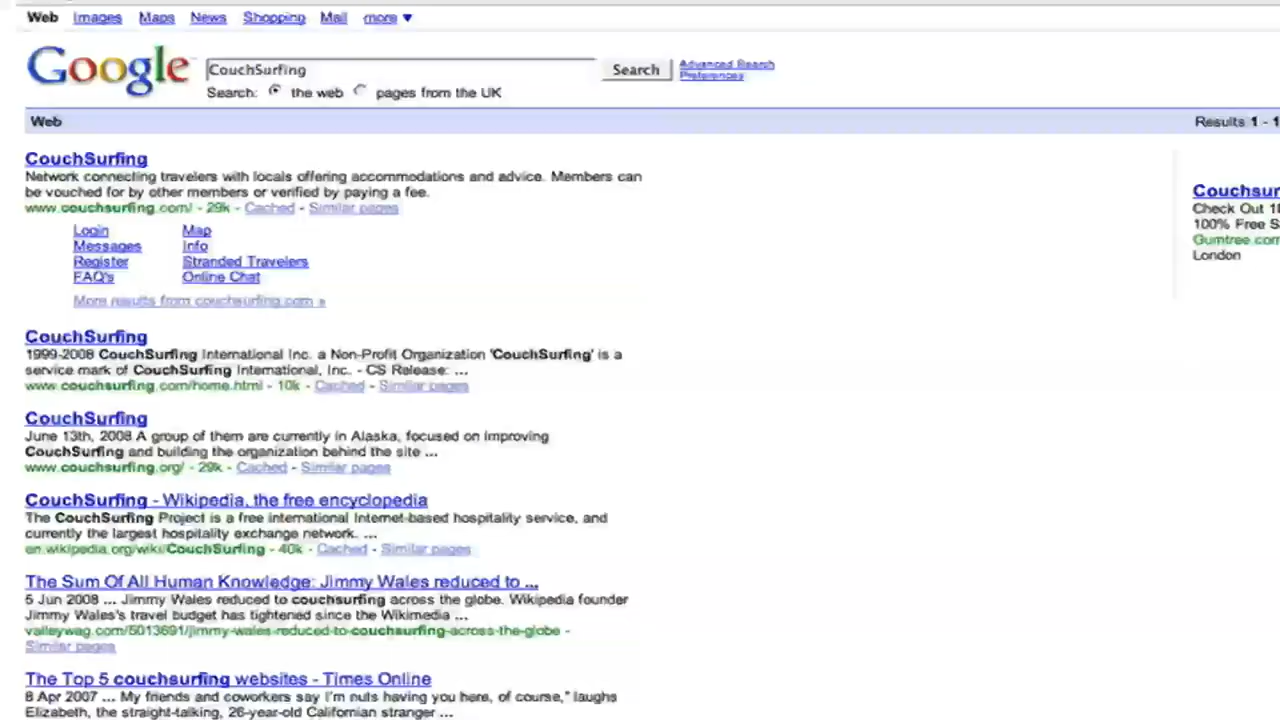 Web Images Maps News Shopping Mail more ▼
Google CouchSurfing Search Advanced Search
Preferences
Search: the web pages from the UK
Web Results 1 - 1
CouchSurfing
Network connecting travelers with locals offering accommodations and advice. Members can
be vouched for by other members or verified by paying a fee.
www.couchsurfing.com/ - 29k - Cached - Similar pages
Login Map
Messages Info
Register Stranded Travelers
FAQ's Online Chat
More results from couchsurfing.com »
CouchSurfing
1999-2008 CouchSurfing International Inc. a Non-Profit Organization 'CouchSurfing' is a
service mark of CouchSurfing International, Inc. - CS Release: ...
www.couchsurfing.com/home.html - 10k - Cached - Similar pages
CouchSurfing
June 13th, 2008 A group of them are currently in Alaska, focused on improving
CouchSurfing and building the organization behind the site ...
www.couchsurfing.org/ - 29k - Cached - Similar pages
CouchSurfing - Wikipedia, the free encyclopedia
The CouchSurfing Project is a free international Internet-based hospitality service, and
currently the largest hospitality exchange network. ...
en.wikipedia.org/wiki/CouchSurfing - 40k - Cached - Similar pages
The Sum Of All Human Knowledge: Jimmy Wales reduced to ...
5 Jun 2008 ... Jimmy Wales reduced to couchsurfing across the globe. Wikipedia founder
Jimmy Wales's travel budget has tightened since the Wikimedia ...
valleywag.com/5013691/jimmy-wales-reduced-to-couchsurfing-across-the-globe -
Similar pages
The Top 5 couchsurfing websites - Times Online
8 Apr 2007 ... My friends and coworkers say I'm nuts having you here, of course," laughs
Elizabeth, the straight-talking, 26-year-old Californian stranger ...
Couchsur
Check Out 1
100% Free S
Gumtree.com
London